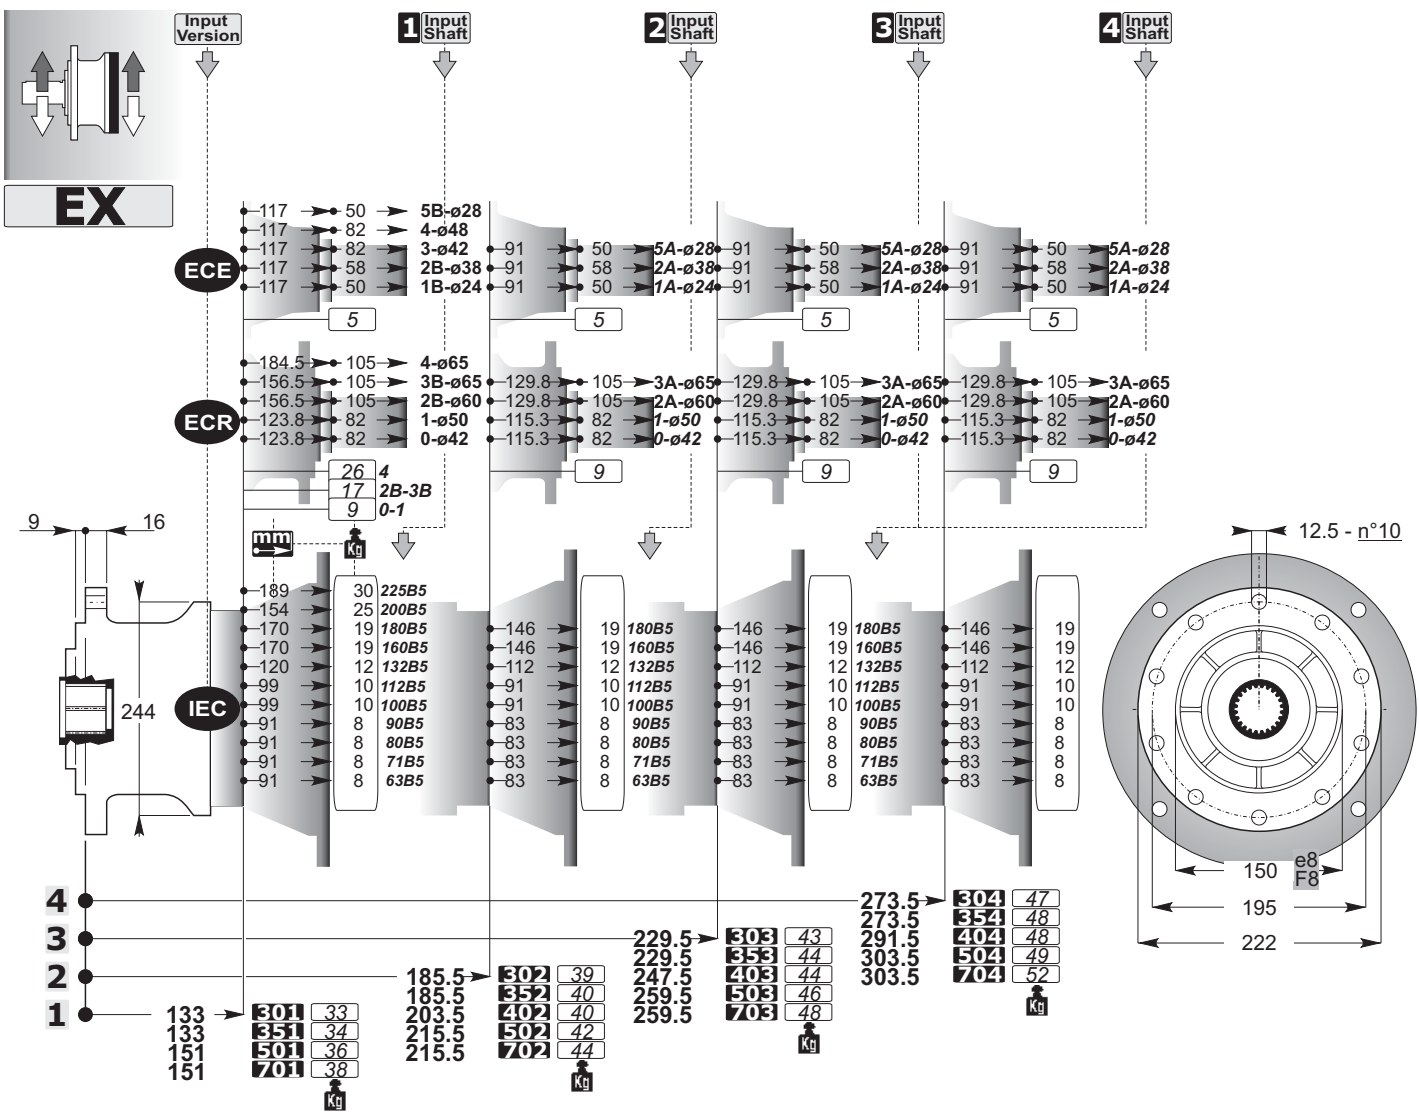 Input Version
1 Input Shaft
2 Input Shaft
3 Input Shaft
4 Input Shaft
EX
ECE
117 50 5B-ø28
117 82 4-ø48
117 82 3-ø42 91 50 5A-ø28 91 50 5A-ø28 91 50 5A-ø28
117 58 2B-ø38 91 58 2A-ø38 91 58 2A-ø38 91 58 2A-ø38
117 50 1B-ø24 91 50 1A-ø24 91 50 1A-ø24 91 50 1A-ø24
5 5 5 5
ECR
184.5 105 4-ø65
156.5 105 3B-ø65 129.8 105 3A-ø65 129.8 105 3A-ø65 129.8 105 3A-ø65
156.5 105 2B-ø60 129.8 105 2A-ø60 129.8 105 2A-ø60 129.8 105 2A-ø60
123.8 82 1-ø50 115.3 82 1-ø50 115.3 82 1-ø50 115.3 82 1-ø50
123.8 82 0-ø42 115.3 82 0-ø42 115.3 82 0-ø42 115.3 82 0-ø42
26 4 9 9 9
17 2B-3B
9 0-1
9 16
mm Kg
12.5 - n°10
IEC
244
189 30 225B5
154 25 200B5
170 19 180B5 146 19 180B5 146 19 180B5 146 19
170 19 160B5 146 19 160B5 146 19 160B5 146 19
120 12 132B5 112 12 132B5 112 12 132B5 112 12
99 10 112B5 91 10 112B5 91 10 112B5 91 10
99 10 100B5 91 10 100B5 91 10 100B5 91 10
91 8 90B5 83 8 90B5 83 8 90B5 83 8
91 8 80B5 83 8 80B5 83 8 80B5 83 8
91 8 71B5 83 8 71B5 83 8 71B5 83 8
91 8 63B5 83 8 63B5 83 8 63B5 83 8
150 e8 F8
195
222
4
273.5 304 47
273.5 354 48
291.5 404 48
303.5 504 49
303.5 704 52
Kg
3
229.5 303 43
229.5 353 44
247.5 403 44
259.5 503 46
259.5 703 48
Kg
2
185.5 302 39
185.5 352 40
203.5 402 40
215.5 502 42
215.5 702 44
Kg
1
133 301 33
133 351 34
151 501 36
151 701 38
Kg